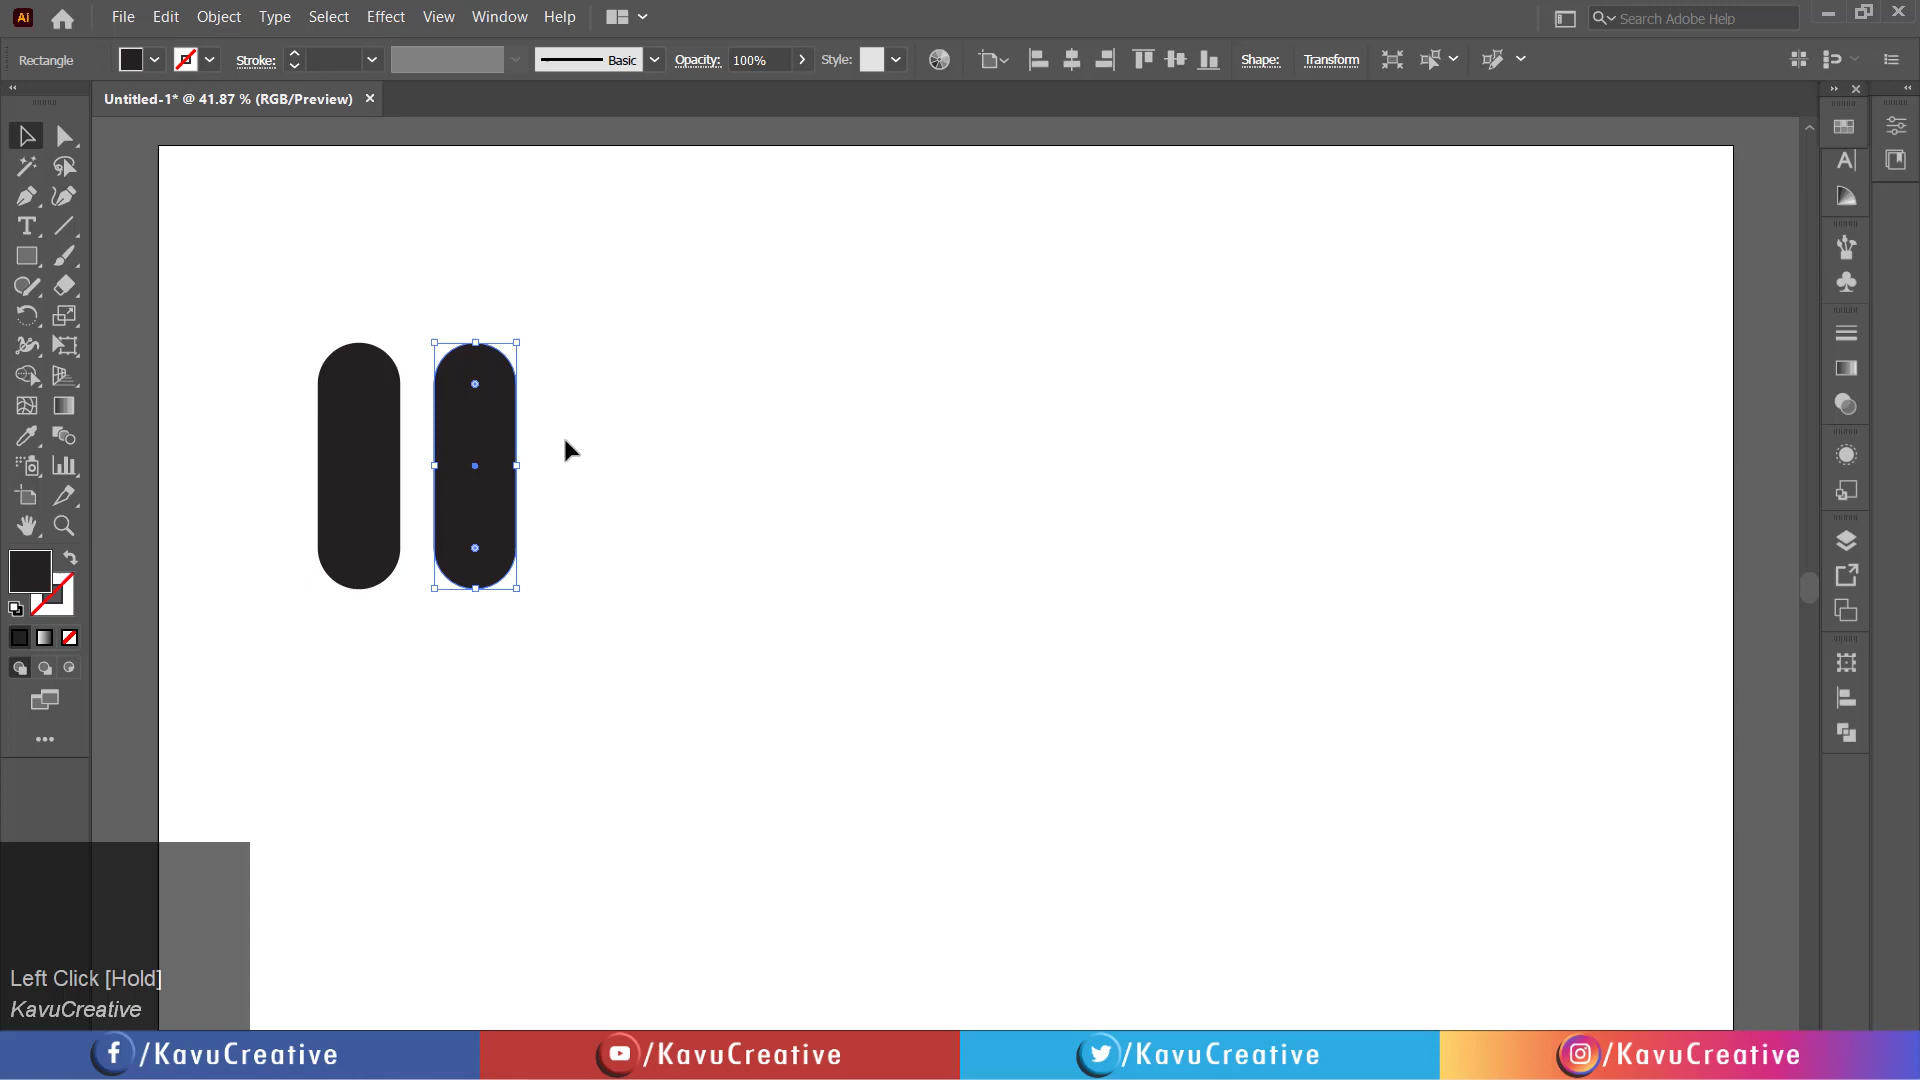 Ai File Edit Object Type Select Effect View Window Help Search Adobe Help
Rectangle Stroke: Basic Opacity: 100% Style: Shape: Transform
Untitled-1* @ 41.87 % (RGB/Preview)
Left Click [Hold]
KavuCreative
/KavuCreative /KavuCreative /KavuCreative /KavuCreative